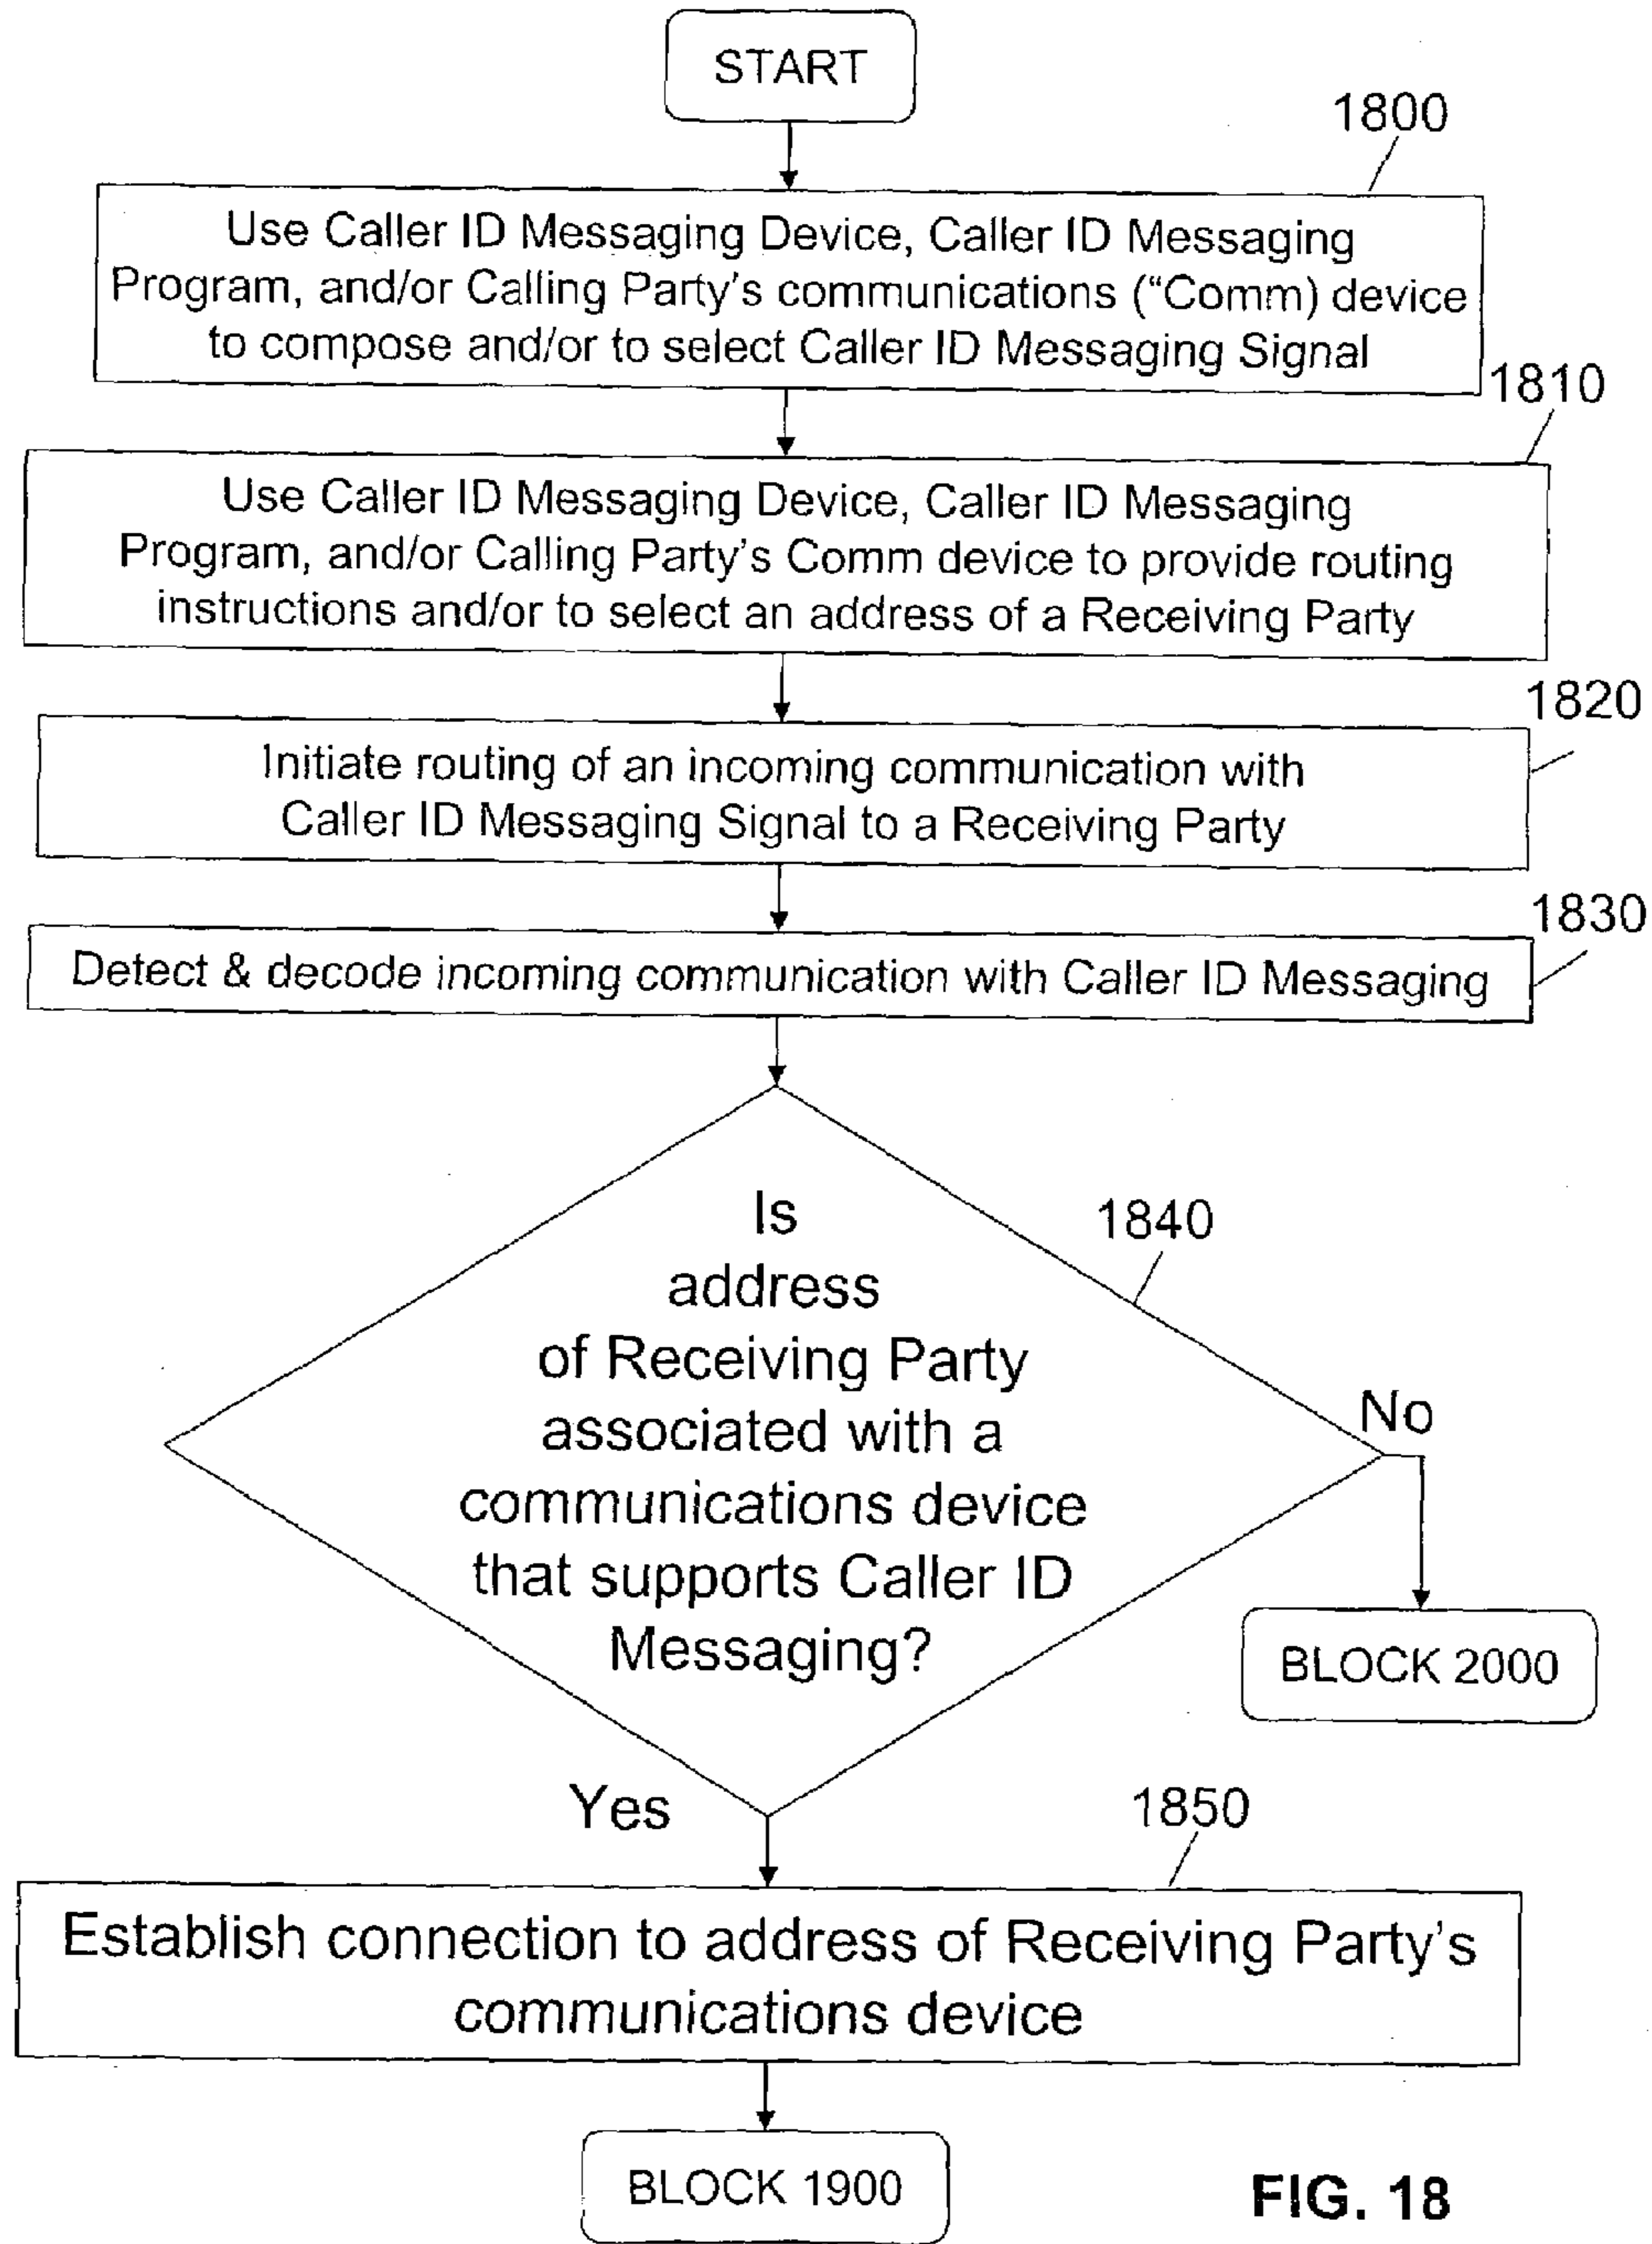 START
1800
Use Caller ID Messaging Device, Caller ID Messaging
Program, and/or Calling Party's communications (“Comm) device
to compose and/or to select Caller ID Messaging Signal
1810
Use Caller ID Messaging Device, Caller ID Messaging
Program, and/or Calling Party's Comm device to provide routing
instructions and/or to select an address of a Receiving Party
1820
Initiate routing of an incoming communication with
Caller ID Messaging Signal to a Receiving Party
1830
Detect & decode incoming communication with Caller ID Messaging
1840
Is
address
of Receiving Party
associated with a
communications device
that supports Caller ID
Messaging?
No
BLOCK 2000
Yes
1850
Establish connection to address of Receiving Party's
communications device
BLOCK 1900
FIG. 18